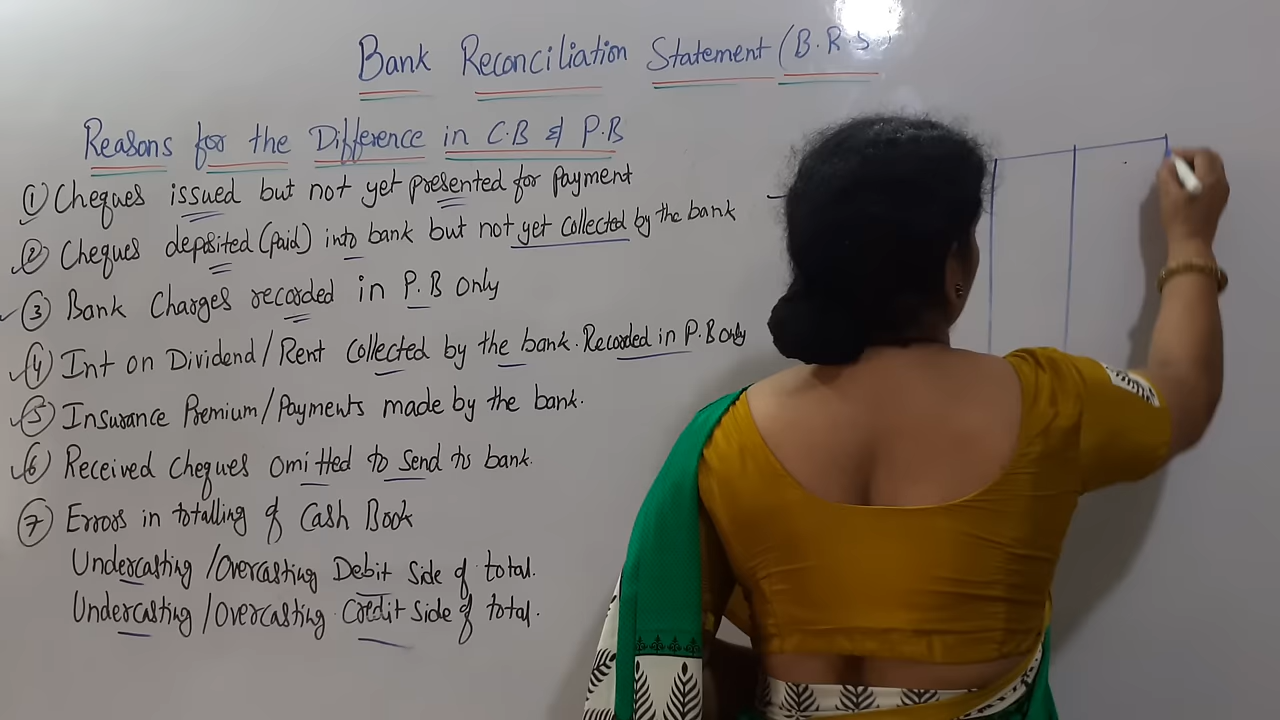 Bank Reconciliation Statement (B.R.S)
Reasons for the Difference in C.B & P.B
① Cheques issued but not yet presented for payment
② Cheques deposited (Paid) into bank but not yet collected by the bank
③ Bank Charges recorded in P.B only
④ Int on Dividend/Rent collected by the bank. Recorded in P.B only
⑤ Insurance Premium/Payments made by the bank.
⑥ Received cheques omitted to send to bank.
⑦ Errors in totalling of Cash Book
Undercasting/Overcasting Debit side of total.
Undercasting/Overcasting Credit side of total.